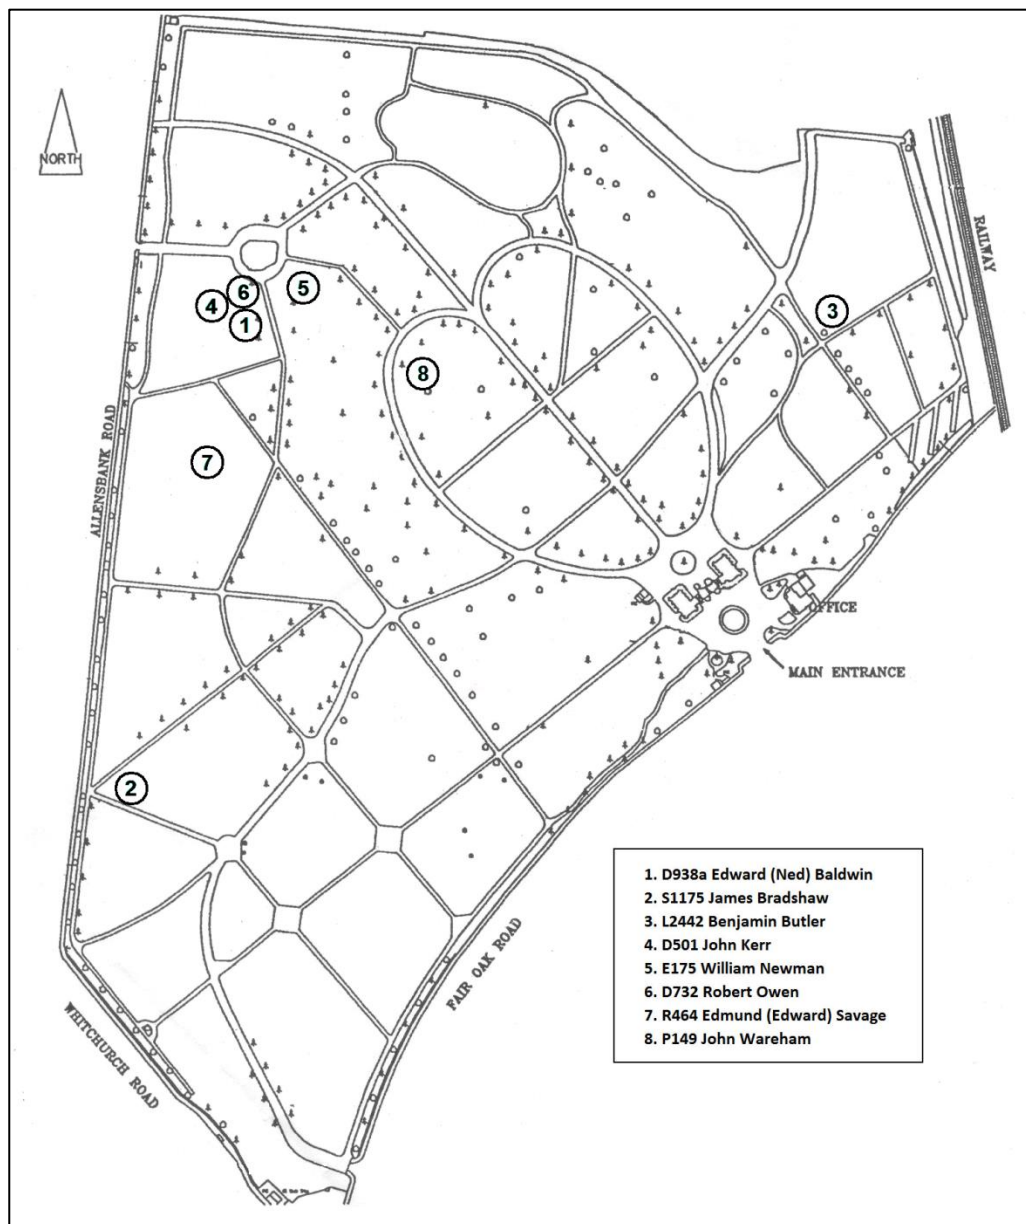 NORTH
RAILWAY
6
5
4
1
3
8
ALLENSBANK ROAD
7
OFFICE
MAIN ENTRANCE
2
1. D938a Edward (Ned) Baldwin
2. S1175 James Bradshaw
3. L2442 Benjamin Butler
4. D501 John Kerr
5. E175 William Newman
6. D732 Robert Owen
7. R464 Edmund (Edward) Savage
8. P149 John Wareham
FAIR OAK ROAD
WHITCHURCH ROAD